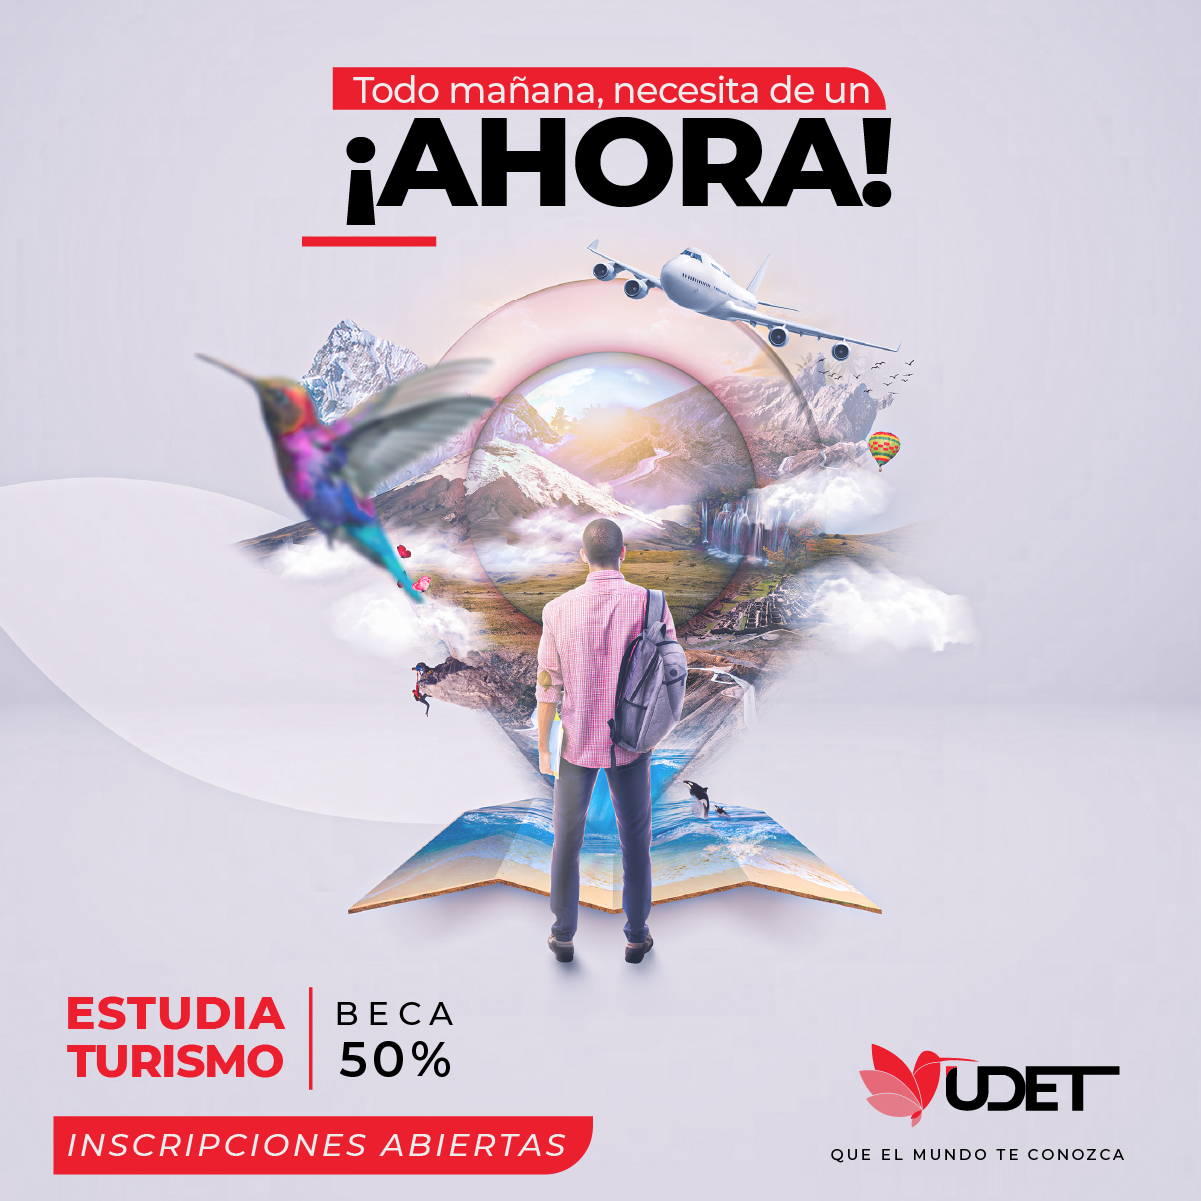 Todo mañana, necesita de un
¡AHORA!
ESTUDIA
TURISMO
BECA
50%
INSCRIPCIONES ABIERTAS
UDET
QUE EL MUNDO TE CONOZCA